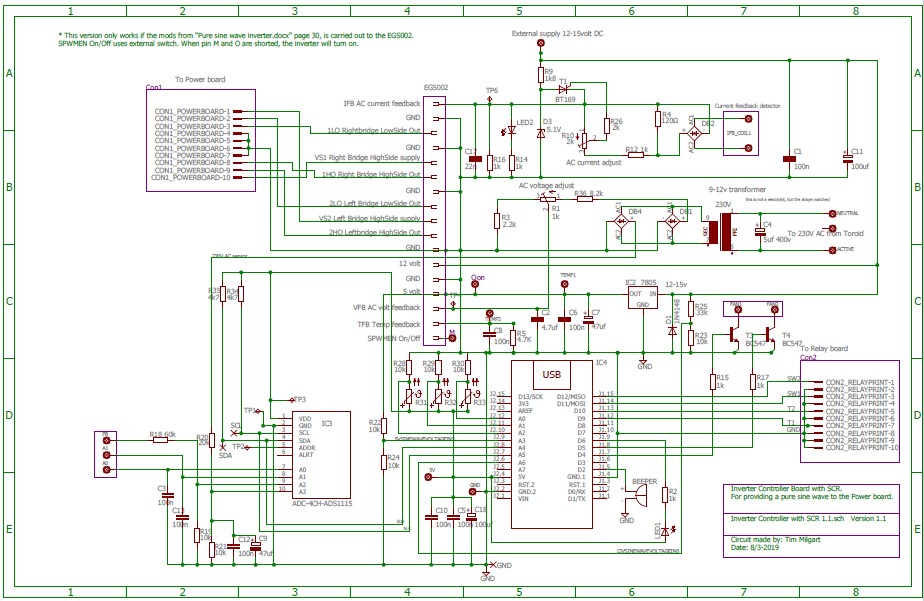 1 2 3 4 5 6 7 8
* This version only works if the mods from "Pure sine wave inverter.docx" page 30, is carried out to the EGS002.
SPWMEN On/Off uses external switch. When pin M and O are shorted, the inverter will turn on.
External supply 12-15volt DC
A
A
To Power board
Con1
EGS002
TP6
R9
1k8
T1
BT169
CON1_POWERBOARD-1
CON1_POWERBOARD-2
CON1_POWERBOARD-3
CON1_POWERBOARD-4
CON1_POWERBOARD-5
CON1_POWERBOARD-6
CON1_POWERBOARD-7
CON1_POWERBOARD-8
CON1_POWERBOARD-9
CON1_POWERBOARD-10
IFB AC current feedback
GND
1LO Rightbridge LowSide Out
GND
VS1 Right Bridge HighSide supply
1HO Right Bridge HighSide Out
GND
2LO Left Bridge LowSide Out
VS2 Left Bridge HighSide supply
2HO Leftbridge HighSide Out
GND
12 volt
GND
5 volt
VFB AC volt feedback
TFB Temp feedback
SPWMEN On/Off
LED2
D3
5.1V
R10
2k
R26
2k
R4
120Ω
Current feedback detector
AC1
DB2
AC2
IFB_COIL1
C17
22n
R16
1k
R14
1k
AC current adjust
R12 1k
C1
100n
C11
100uf
B
B
AC voltage adjust
R36 8.2k
R1
1k
R3
2.2k
AC1
DB4
AC2
AC1
DB1
AC2
9-12v transformer
230V
this is not a electrolyt, but the shape matched
C4
5uf 400v
NEUTRAL
To 230V AC from Toroid
ACTIVE
R35
4k7
R34
4k7
Oon
TEMP1
IC2 7805
OUT IN
GND
12-15v
TEMP2
C8
100n
R5
4.7K
C2
4.7uf
C6
100n
C7
47uf
D1
1N4148
R25
33k
R23
10k
FAN1
FAN2
T3
BC547
T4
BC547
M
GND
C
C
To Relay board
Con2
CON2_RELAYPRINT-1
CON2_RELAYPRINT-2
CON2_RELAYPRINT-3
CON2_RELAYPRINT-4
CON2_RELAYPRINT-5
CON2_RELAYPRINT-6
CON2_RELAYPRINT-7
CON2_RELAYPRINT-8
CON2_RELAYPRINT-9
CON2_RELAYPRINT-10
T2
T1
GND
R15
1k
R17
1k
R28
10k
R29
10k
R30
10k
R31
R32
R33
USB
IC4
D13/SCK
3V3
AREF
A0
A1
A2
A3
A4
A5
A6
A7
5V
RST.2
GND.2
VIN
D12/MISO
D11/MOSI
D10
D9
D8
D7
D6
D5
D4
D3
D2
GND.1
RST.1
D0/RX
D1/TX
D
D
TP3
TP1
SCL
SDA
TP2
IC3
VDD
GND
SCL
SDA
ADDR
ALRT
A0
A1
A2
A3
ADC-4CH-ADS1115
R18 60k
R20
R22
10k
R24
10k
A1
A0
C3
100n
C13
100n
R19
10k
R21
10k
C12
100n
C9
47uf
5V
GND
C10
100n
C5
100n
C18
100uf
BEEPER
GND
R2
1k
LED1
E
E
GND
GND
Inverter Controller Board with SCR.
For providing a pure sine wave to the Power board.
Inverter Controller with SCR 1.1.sch Version 1.1
Circuit made by: Tim Milgart
Date: 8/3-2019
1 2 3 4 5 6 7 8